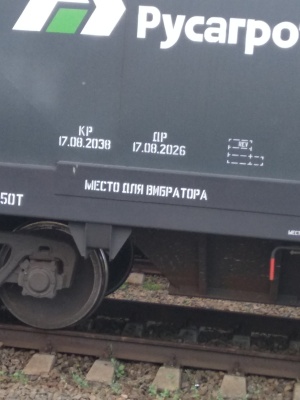 Русагро
КР
17.08.2038
ДР
17.08.2026
МЕСТО ДЛЯ ВИБРАТОРА
50Т